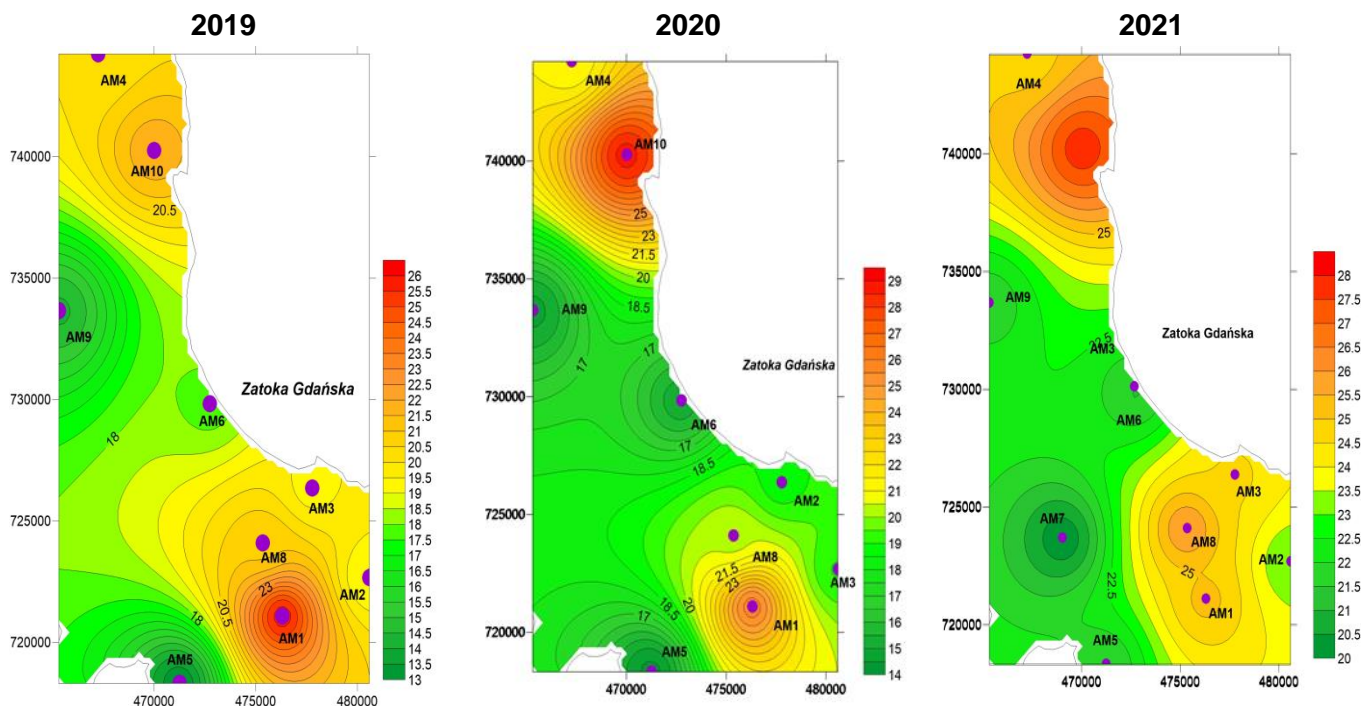 2019
AM4
740000
AM10
20.5
735000
AM9
730000
Zatoka Gdańska
AM6
18
AM3
725000
AM8
23
AM2
20.5
18
AM1
720000
AM5
470000 475000 480000
26
25.5
25
24.5
24
23.5
23
22.5
22
21.5
21
20.5
20
19.5
19
18.5
18
17.5
17
16.5
16
15.5
15
14.5
14
13.5
13
2020
AM4
740000
AM10
25
23
21.5
20
735000
18.5
AM9
17
17
Zatoka Gdańska
730000
AM6
17
18.5
AM2
725000
AM8
21.5
AM3
23
20
18.5
17
720000
AM1
AM5
470000 475000 480000
29
28
27
26
25
24
23
22
21
20
19
18
17
16
15
14
2021
AM4
740000
25
735000
AM9
Zatoka Gdańska
22.5
AM3
730000
AM6
AM3
725000
AM7
AM8
AM2
25
22.5
AM1
720000
AM5
470000 475000 480000
28
27.5
27
26.5
26
25.5
25
24.5
24
23.5
23
22.5
22
21.5
21
20.5
20